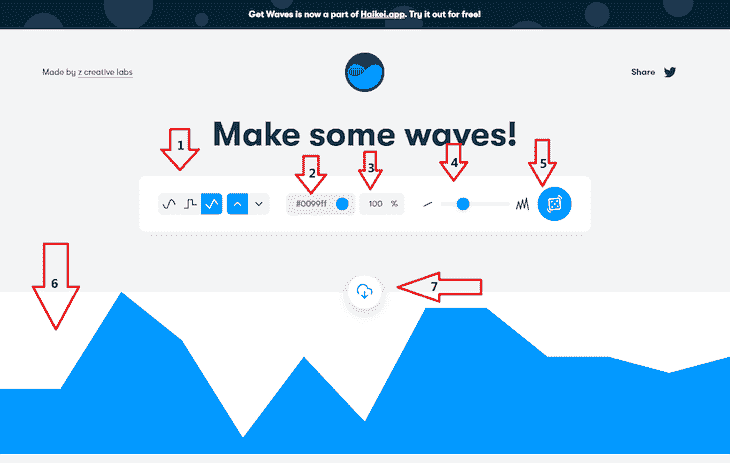 Get Waves is now a part of Haikei.app. Try it out for free!
Made by z creative labs
Share
Make some waves!
1
2
3
4
5
#0099ff
100 %
6
7